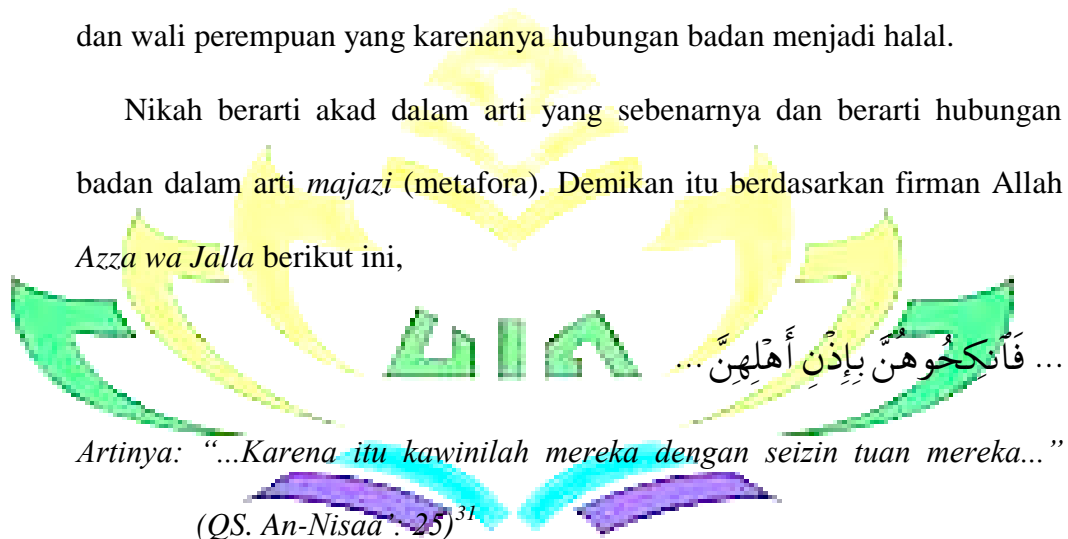 dan wali perempuan yang karenanya hubungan badan menjadi halal.
Nikah berarti akad dalam arti yang sebenarnya dan berarti hubungan
badan dalam arti majazi (metafora). Demikan itu berdasarkan firman Allah
Azza wa Jalla berikut ini,
... فَٱنكِحُوهُنَّ بِإِذْنِ أَهْلِهِنَّ ...
Artinya: “...Karena itu kawinilah mereka dengan seizin tuan mereka...”
(QS. An-Nisaa’: 25)31